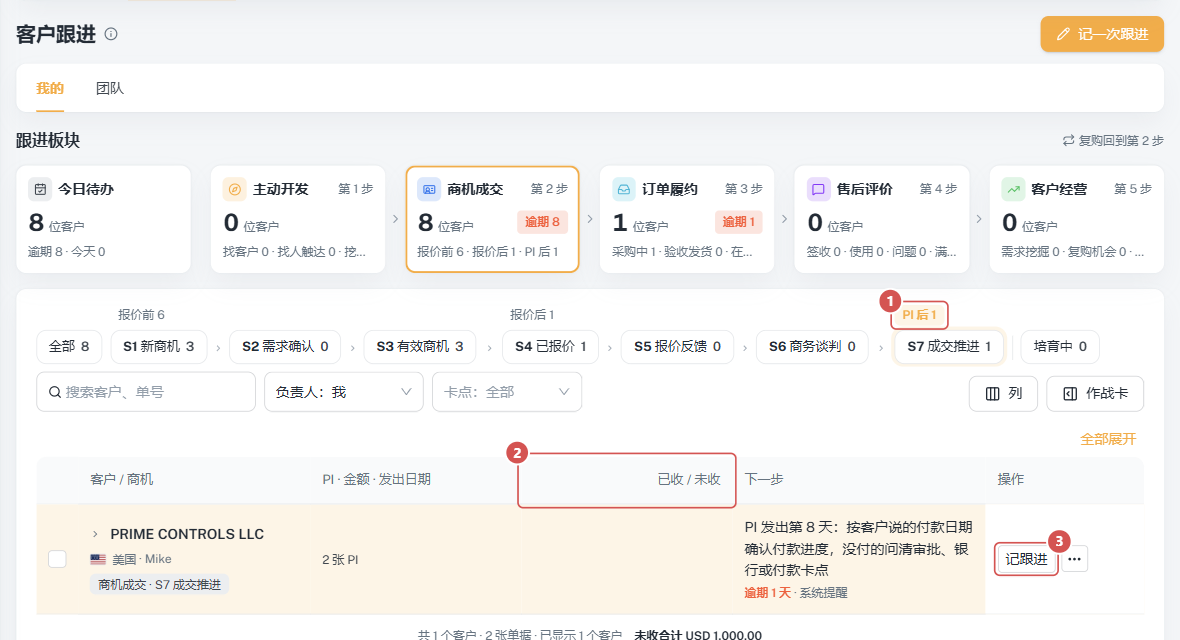 客户跟进
记一次跟进
我的 团队
跟进板块
复购回到第 2 步
今日待办
8 位客户
逾期 8 · 今天 0
主动开发 第 1 步
0 位客户
找客户 0 · 找人触达 0 · 挖...
商机成交 第 2 步
8 位客户 逾期 8
报价前 6 · 报价后 1 · PI 后 1
订单履约 第 3 步
1 位客户 逾期 1
采购中 1 · 验收发货 0 · 在...
售后评价 第 4 步
0 位客户
签收 0 · 使用 0 · 问题 0 · 满...
客户经营 第 5 步
0 位客户
需求挖掘 0 · 复购机会 0 · ...
报价前 6 报价后 1 1 PI 后 1
全部 8 S1 新商机 3 › S2 需求确认 0 › S3 有效商机 3 › S4 已报价 1 › S5 报价反馈 0 › S6 商务谈判 0 › S7 成交推进 1 培育中 0
搜索客户、单号 负责人：我 卡点：全部 列 作战卡
全部展开
2
客户 / 商机 PI · 金额 · 发出日期 已收 / 未收 下一步 操作
PRIME CONTROLS LLC
美国 · Mike
商机成交 · S7 成交推进
2 张 PI
PI 发出第 8 天：按客户说的付款日期
确认付款进度，没付的问清审批、银
行或付款卡点
逾期 1 天 · 系统提醒
3
记跟进 ···
共 1 个客户 · 2 张单据 · 已显示 1 个客户 未收合计 USD 1,000.00